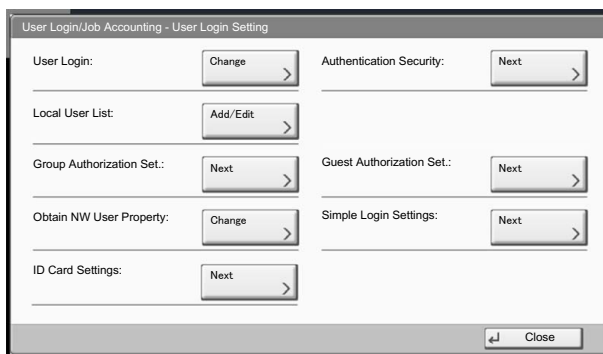 User Login/Job Accounting - User Login Setting
User Login: Change Authentication Security: Next
Local User List: Add/Edit
Group Authorization Set.: Next Guest Authorization Set.: Next
Obtain NW User Property: Change Simple Login Settings: Next
ID Card Settings: Next
Close